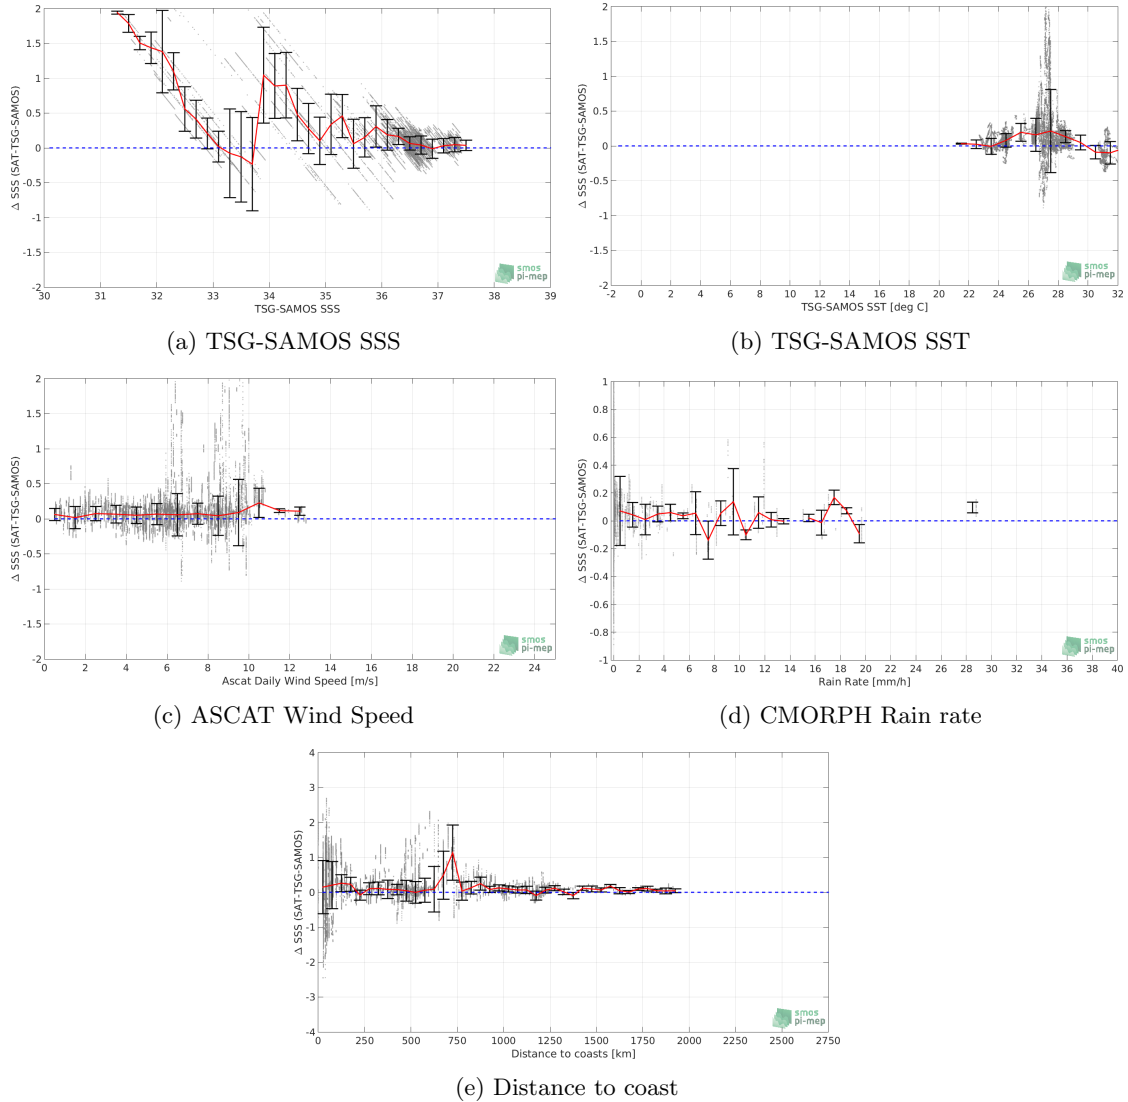 2
1.5
1
0.5
0
-0.5
-1
-1.5
-2
Δ SSS (SAT-TSG-SAMOS)
30 31 32 33 34 35 36 37 38 39
TSG-SAMOS SSS
smos
pi-mep
(a) TSG-SAMOS SSS
2
1.5
1
0.5
0
-0.5
-1
-1.5
-2
Δ SSS (SAT-TSG-SAMOS)
-2 0 2 4 6 8 10 12 14 16 18 20 22 24 26 28 30 32
TSG-SAMOS SST [deg C]
smos
pi-mep
(b) TSG-SAMOS SST
2
1.5
1
0.5
0
-0.5
-1
-1.5
-2
Δ SSS (SAT-TSG-SAMOS)
0 2 4 6 8 10 12 14 16 18 20 22 24
Ascat Daily Wind Speed [m/s]
smos
pi-mep
(c) ASCAT Wind Speed
1
0.8
0.6
0.4
0.2
0
-0.2
-0.4
-0.6
-0.8
-1
Δ SSS (SAT-TSG-SAMOS)
0 2 4 6 8 10 12 14 16 18 20 22 24 26 28 30 32 34 36 38 40
Rain Rate [mm/h]
smos
pi-mep
(d) CMORPH Rain rate
4
3
2
1
0
-1
-2
-3
-4
Δ SSS (SAT-TSG-SAMOS)
0 250 500 750 1000 1250 1500 1750 2000 2250 2500 2750
Distance to coasts [km]
smos
pi-mep
(e) Distance to coast